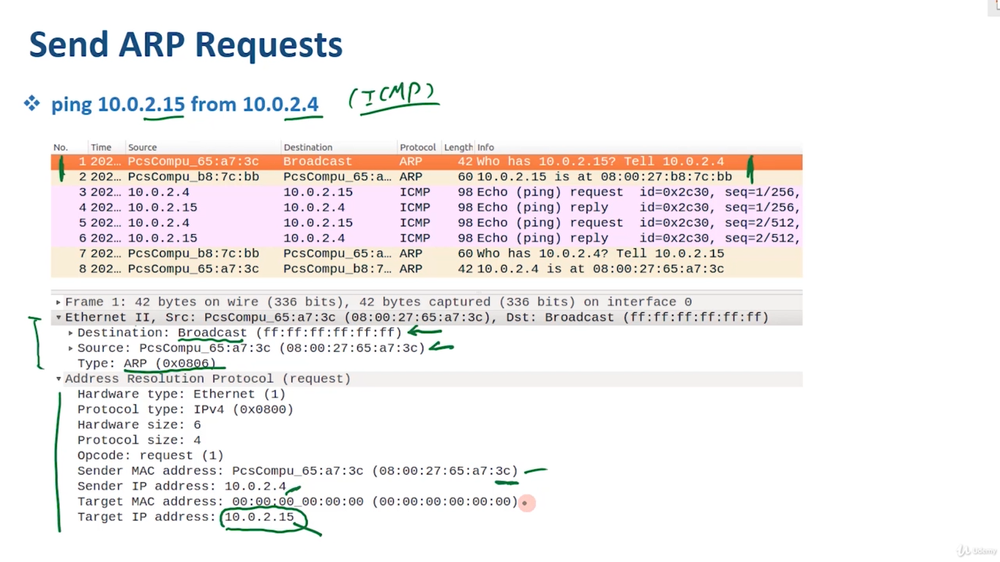 Send ARP Requests
❖ ping 10.0.2.15 from 10.0.2.4 (ICMP)
No. Time Source Destination Protocol Length Info
1 202… PcsCompu_65:a7:3c Broadcast ARP 42 Who has 10.0.2.15? Tell 10.0.2.4
2 202… PcsCompu_b8:7c:bb PcsCompu_65:a… ARP 60 10.0.2.15 is at 08:00:27:b8:7c:bb
3 202… 10.0.2.4 10.0.2.15 ICMP 98 Echo (ping) request id=0x2c30, seq=1/256,
4 202… 10.0.2.15 10.0.2.4 ICMP 98 Echo (ping) reply id=0x2c30, seq=1/256,
5 202… 10.0.2.4 10.0.2.15 ICMP 98 Echo (ping) request id=0x2c30, seq=2/512,
6 202… 10.0.2.15 10.0.2.4 ICMP 98 Echo (ping) reply id=0x2c30, seq=2/512,
7 202… PcsCompu_b8:7c:bb PcsCompu_65:a… ARP 60 Who has 10.0.2.4? Tell 10.0.2.15
8 202… PcsCompu_65:a7:3c PcsCompu_b8:7… ARP 42 10.0.2.4 is at 08:00:27:65:a7:3c
Frame 1: 42 bytes on wire (336 bits), 42 bytes captured (336 bits) on interface 0
Ethernet II, Src: PcsCompu_65:a7:3c (08:00:27:65:a7:3c), Dst: Broadcast (ff:ff:ff:ff:ff:ff)
Destination: Broadcast (ff:ff:ff:ff:ff:ff)
Source: PcsCompu_65:a7:3c (08:00:27:65:a7:3c)
Type: ARP (0x0806)
Address Resolution Protocol (request)
Hardware type: Ethernet (1)
Protocol type: IPv4 (0x0800)
Hardware size: 6
Protocol size: 4
Opcode: request (1)
Sender MAC address: PcsCompu_65:a7:3c (08:00:27:65:a7:3c)
Sender IP address: 10.0.2.4
Target MAC address: 00:00:00_00:00:00 (00:00:00:00:00:00)
Target IP address: 10.0.2.15
Udemy